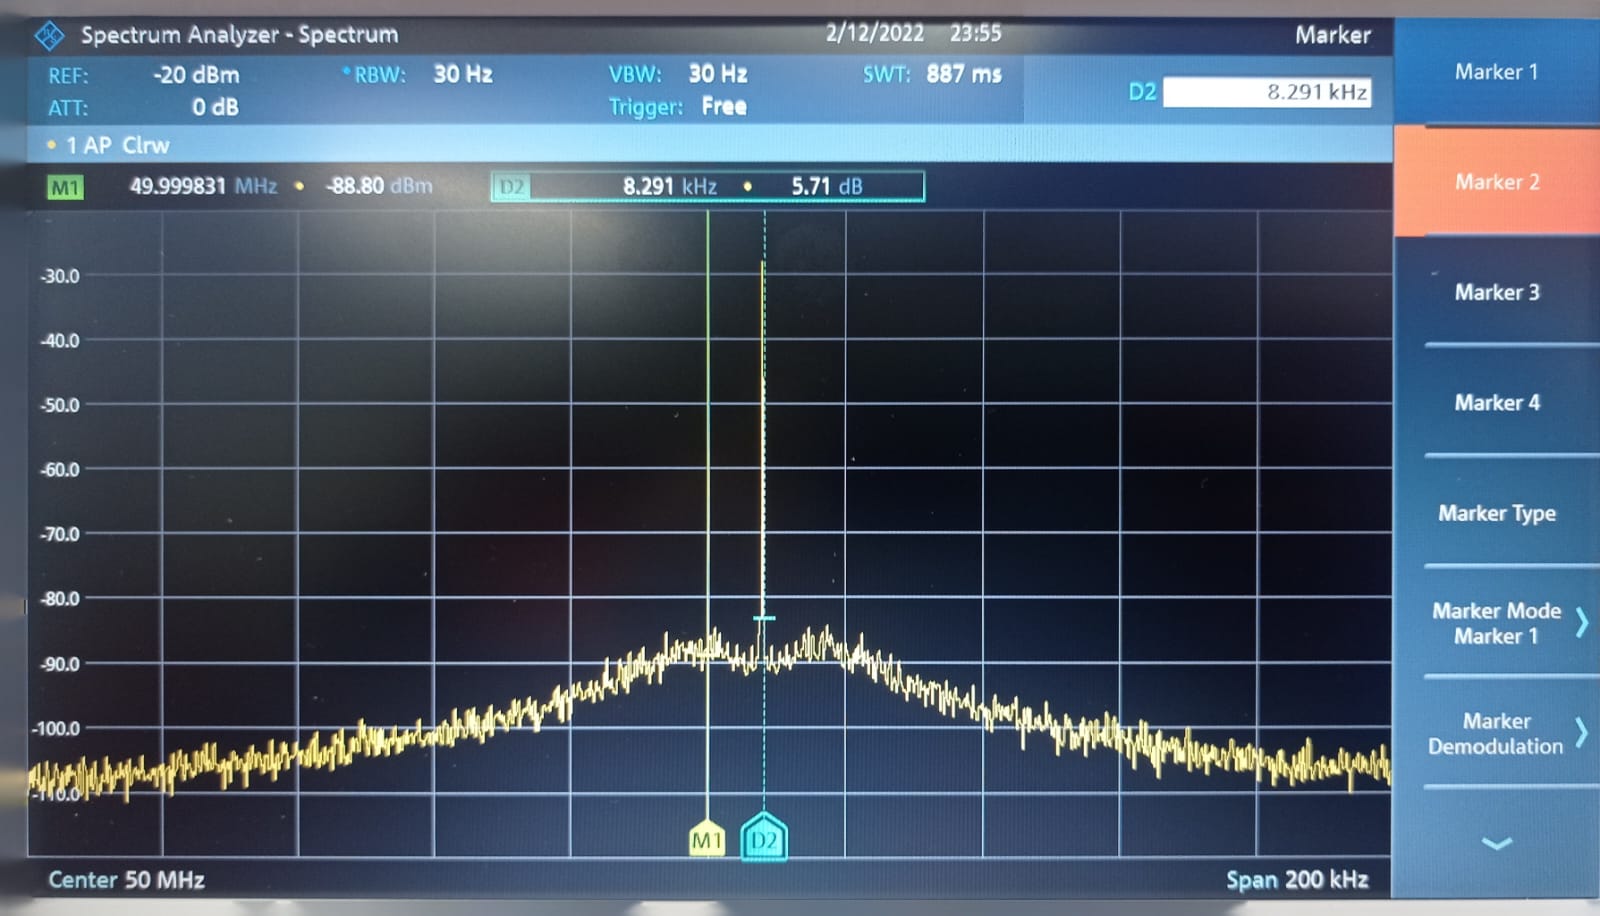 Spectrum Analyzer - Spectrum 2/12/2022 23:55 Marker
REF: -20 dBm RBW: 30 Hz VBW: 30 Hz SWT: 887 ms
ATT: 0 dB Trigger: Free
D2 8.291 kHz
1 AP Clrw
M1 49.999831 MHz -88.80 dBm D2 8.291 kHz 5.71 dB
-30.0
-40.0
-50.0
-60.0
-70.0
-80.0
-90.0
-100.0
-110.0
M1 D2
Center 50 MHz Span 200 kHz
Marker 1
Marker 2
Marker 3
Marker 4
Marker Type
Marker Mode
Marker 1
Marker
Demodulation